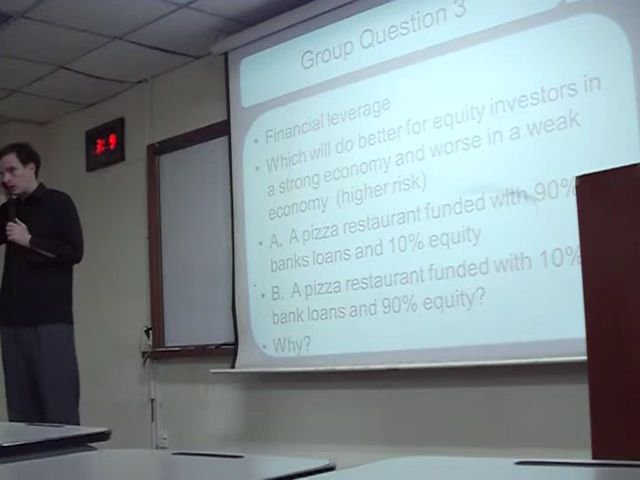 Group Question 3
• Financial leverage
• Which will do better for equity investors in
a strong economy and worse in a weak
economy (higher risk)
• A. A pizza restaurant funded with 90%
banks loans and 10% equity
• B. A pizza restaurant funded with 10%
bank loans and 90% equity?
• Why?